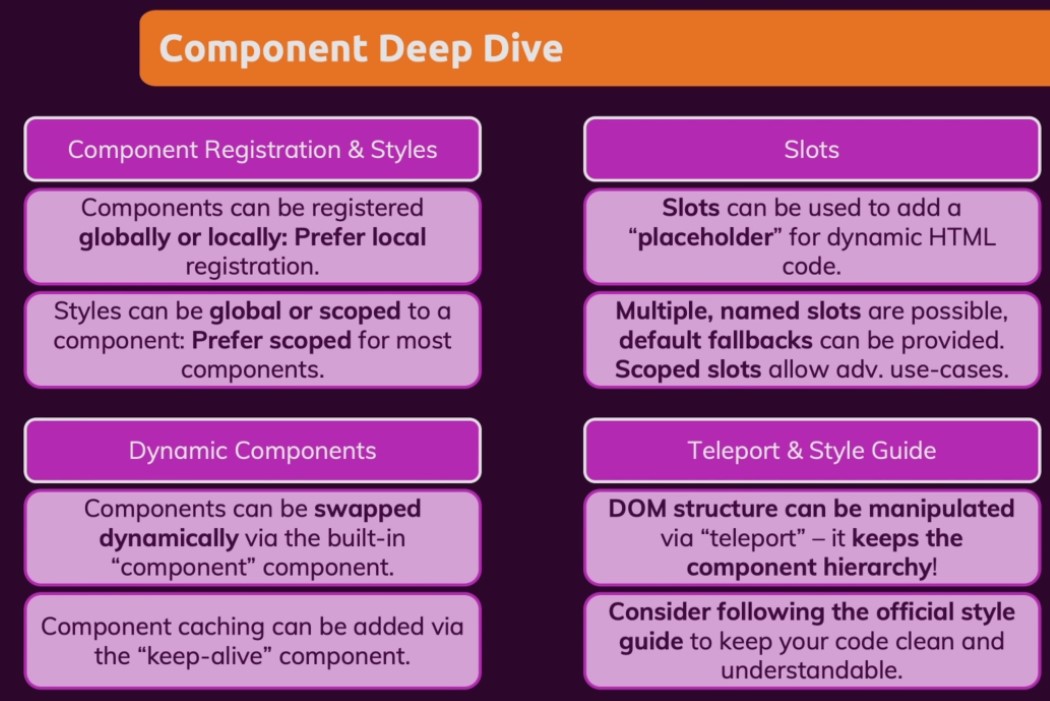 Component Deep Dive
Component Registration & Styles
Components can be registered
globally or locally: Prefer local
registration.
Styles can be global or scoped to a
component: Prefer scoped for most
components.
Slots
Slots can be used to add a
“placeholder” for dynamic HTML
code.
Multiple, named slots are possible,
default fallbacks can be provided.
Scoped slots allow adv. use-cases.
Dynamic Components
Components can be swapped
dynamically via the built-in
“component” component.
Component caching can be added via
the “keep-alive” component.
Teleport & Style Guide
DOM structure can be manipulated
via “teleport” – it keeps the
component hierarchy!
Consider following the official style
guide to keep your code clean and
understandable.